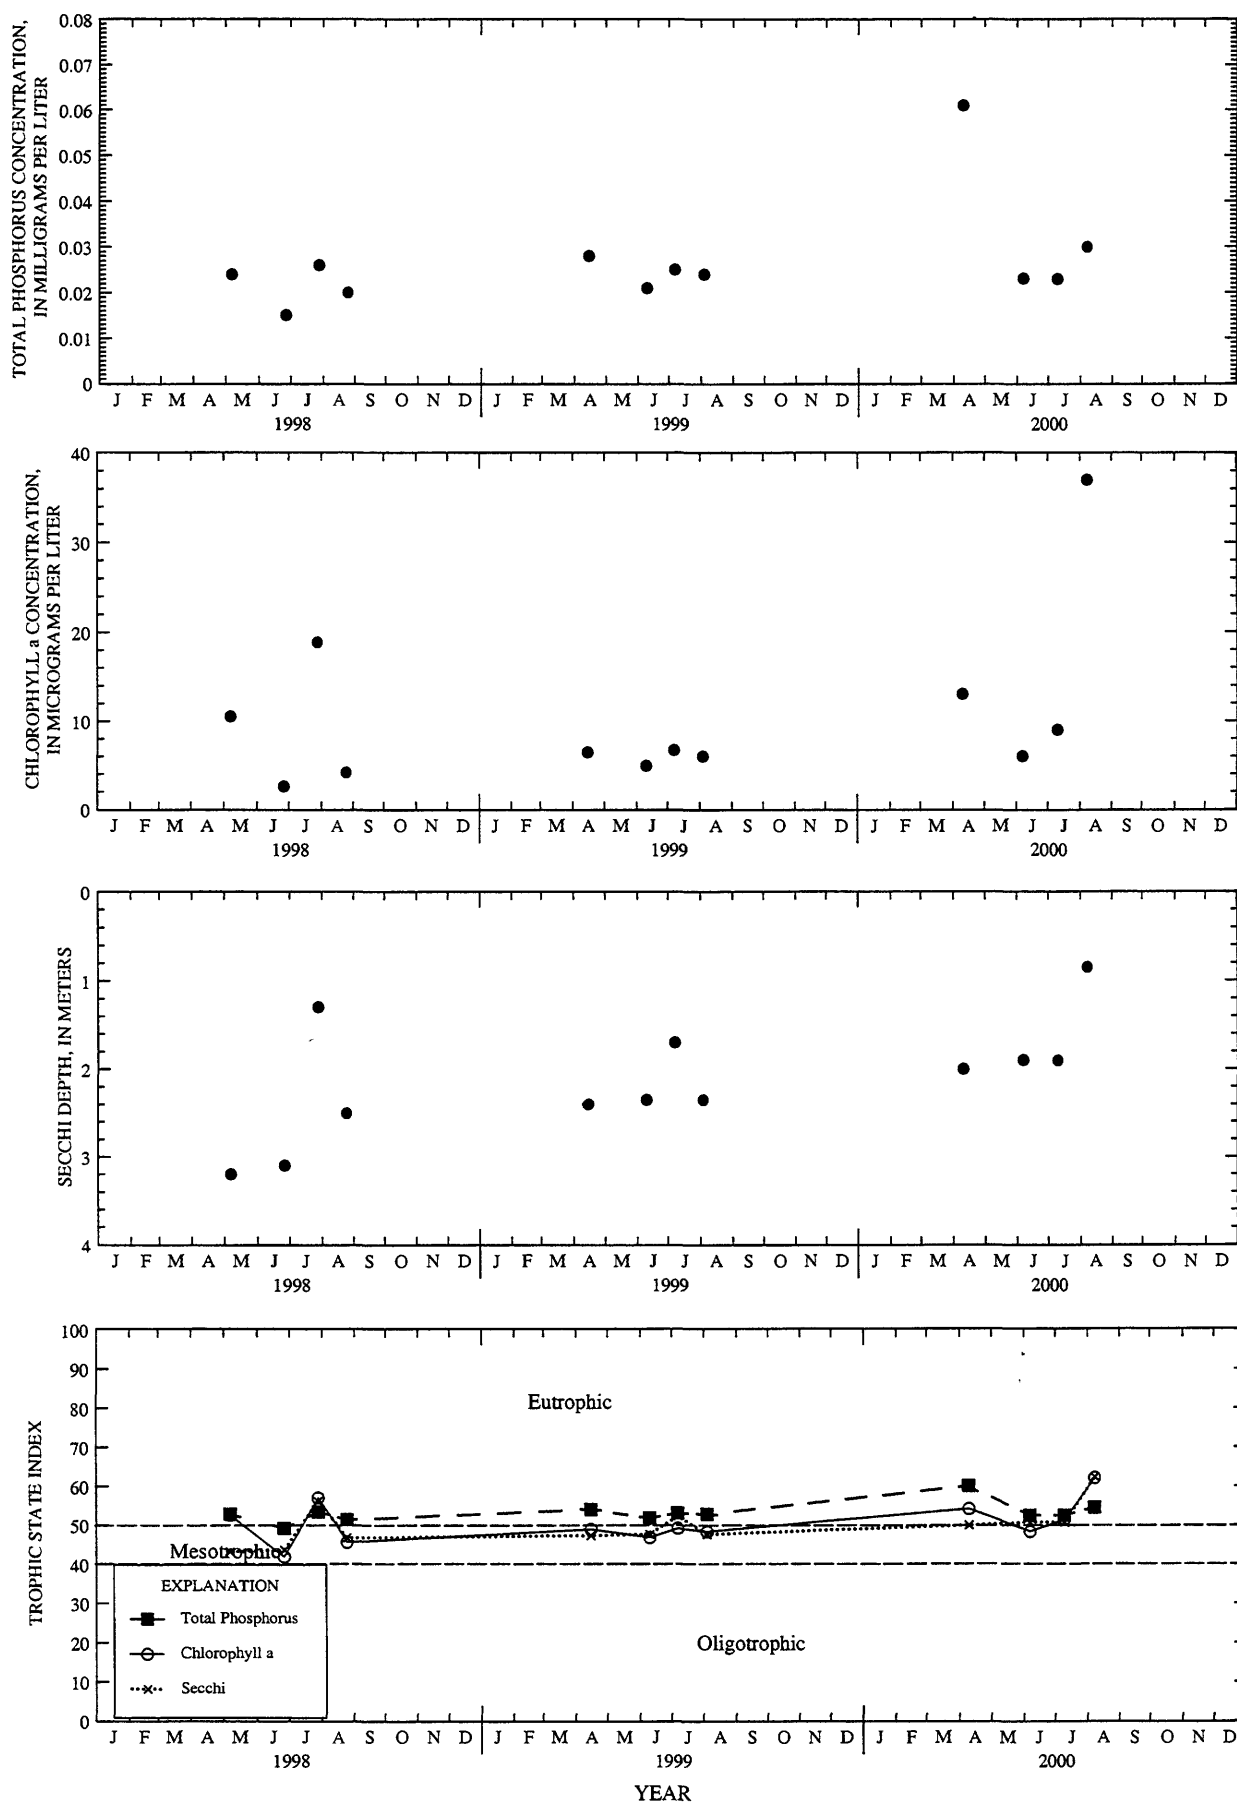 TOTAL PHOSPHORUS CONCENTRATION,
IN MILLIGRAMS PER LITER
0.08
0.07
0.06
0.05
0.04
0.03
0.02
0.01
0
J F M A M J J A S O N D J F M A M J J A S O N D J F M A M J J A S O N D
1998 1999 2000
CHLOROPHYLL a CONCENTRATION,
IN MICROGRAMS PER LITER
40
30
20
10
0
J F M A M J J A S O N D J F M A M J J A S O N D J F M A M J J A S O N D
1998 1999 2000
SECCHI DEPTH, IN METERS
0
1
2
3
4
J F M A M J J A S O N D J F M A M J J A S O N D J F M A M J J A S O N D
1998 1999 2000
TROPHIC STATE INDEX
100
90
80
70
60
50
40
30
20
10
0
Eutrophic
Mesotrophic
Oligotrophic
EXPLANATION
Total Phosphorus
Chlorophyll a
Secchi
J F M A M J J A S O N D J F M A M J J A S O N D J F M A M J J A S O N D
1998 1999 2000
YEAR